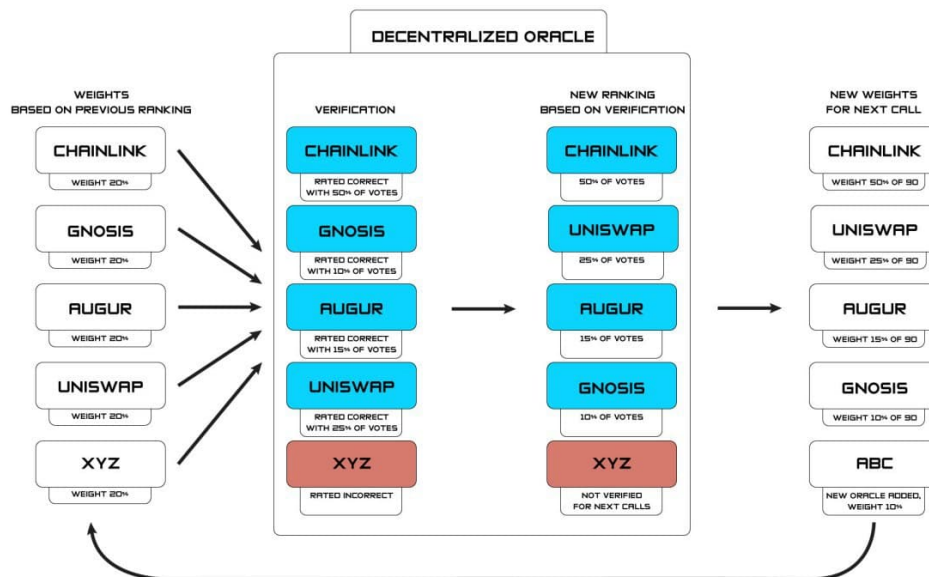 DECENTRALIZED ORACLE
WEIGHTS
BASED ON PREVIOUS RANKING
CHAINLINK
WEIGHT 20%
GNOSIS
WEIGHT 20%
AUGUR
WEIGHT 20%
UNISWAP
WEIGHT 20%
XYZ
WEIGHT 20%
VERIFICATION
CHAINLINK
RATED CORRECT
WITH 50% OF VOTES
GNOSIS
RATED CORRECT
WITH 10% OF VOTES
AUGUR
RATED CORRECT
WITH 15% OF VOTES
UNISWAP
RATED CORRECT
WITH 25% OF VOTES
XYZ
RATED INCORRECT
NEW RANKING
BASED ON VERIFICATION
CHAINLINK
50% OF VOTES
UNISWAP
25% OF VOTES
AUGUR
15% OF VOTES
GNOSIS
10% OF VOTES
XYZ
NOT VERIFIED
FOR NEXT CALLS
NEW WEIGHTS
FOR NEXT CALL
CHAINLINK
WEIGHT 50% OF 90
UNISWAP
WEIGHT 25% OF 90
AUGUR
WEIGHT 15% OF 90
GNOSIS
WEIGHT 10% OF 90
ABC
NEW ORACLE ADDED,
WEIGHT 10%